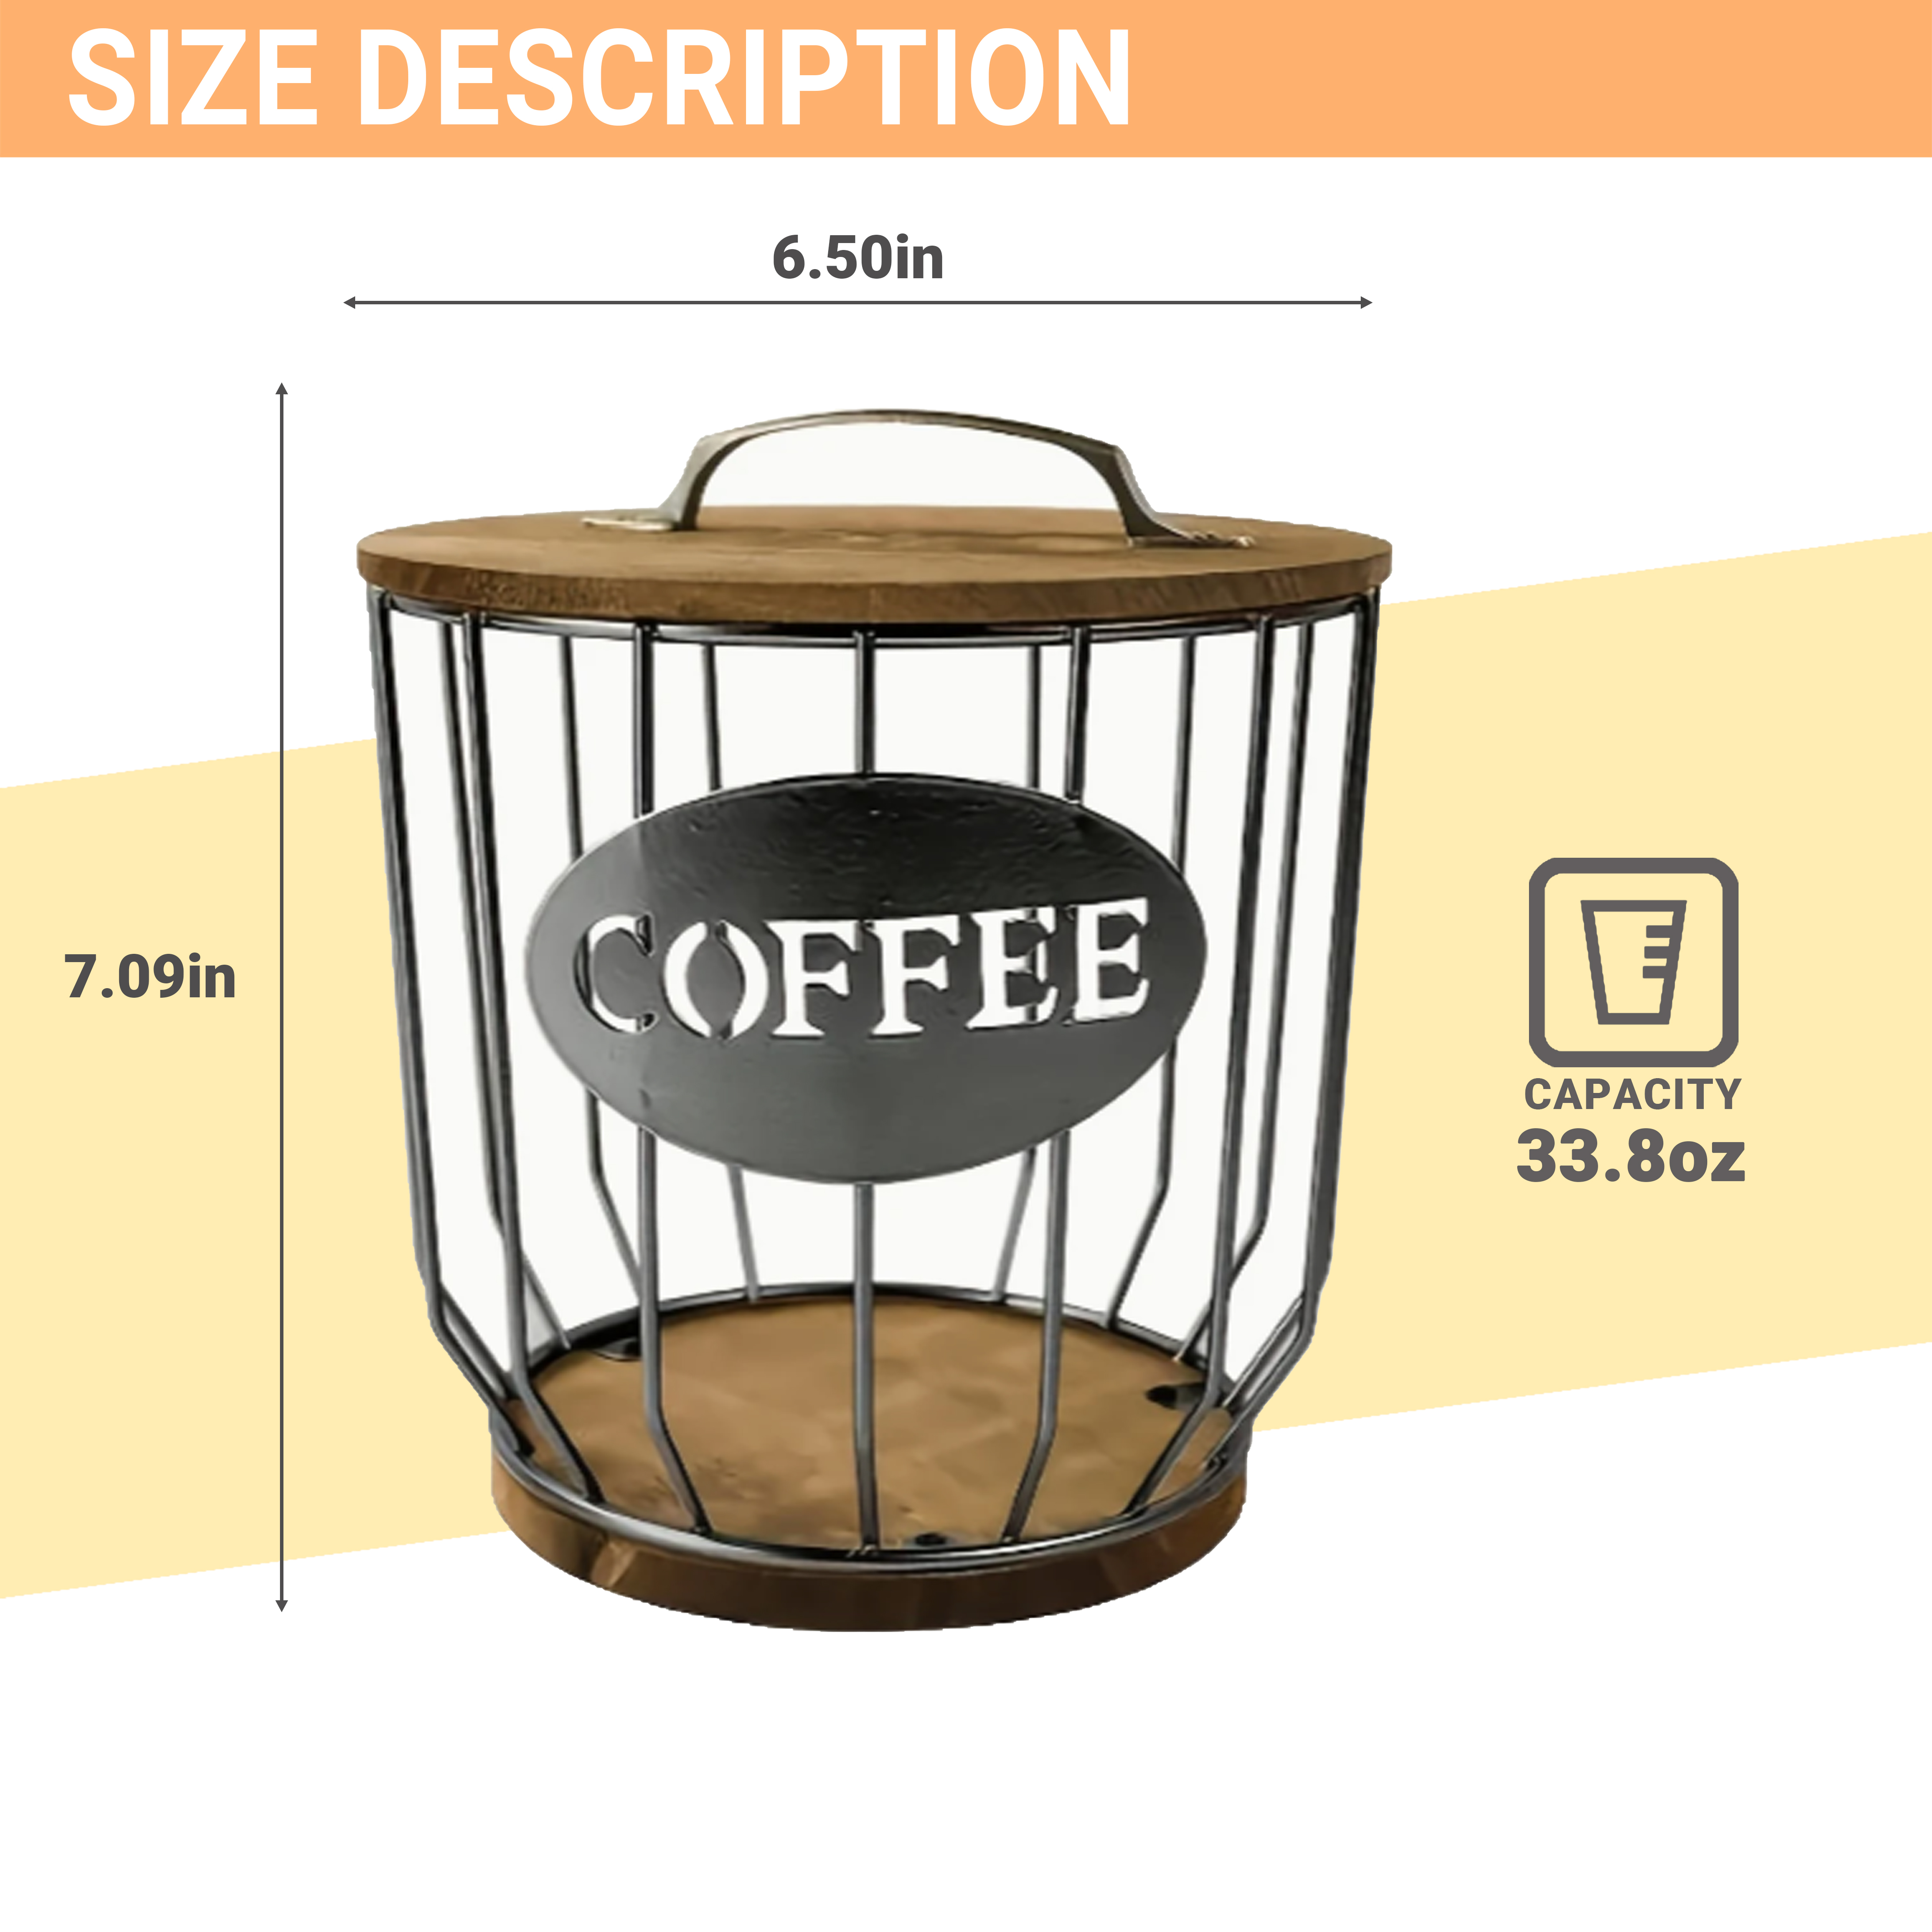 SIZE DESCRIPTION
6.50in
7.09in
COFFEE
CAPACITY
33.8oz